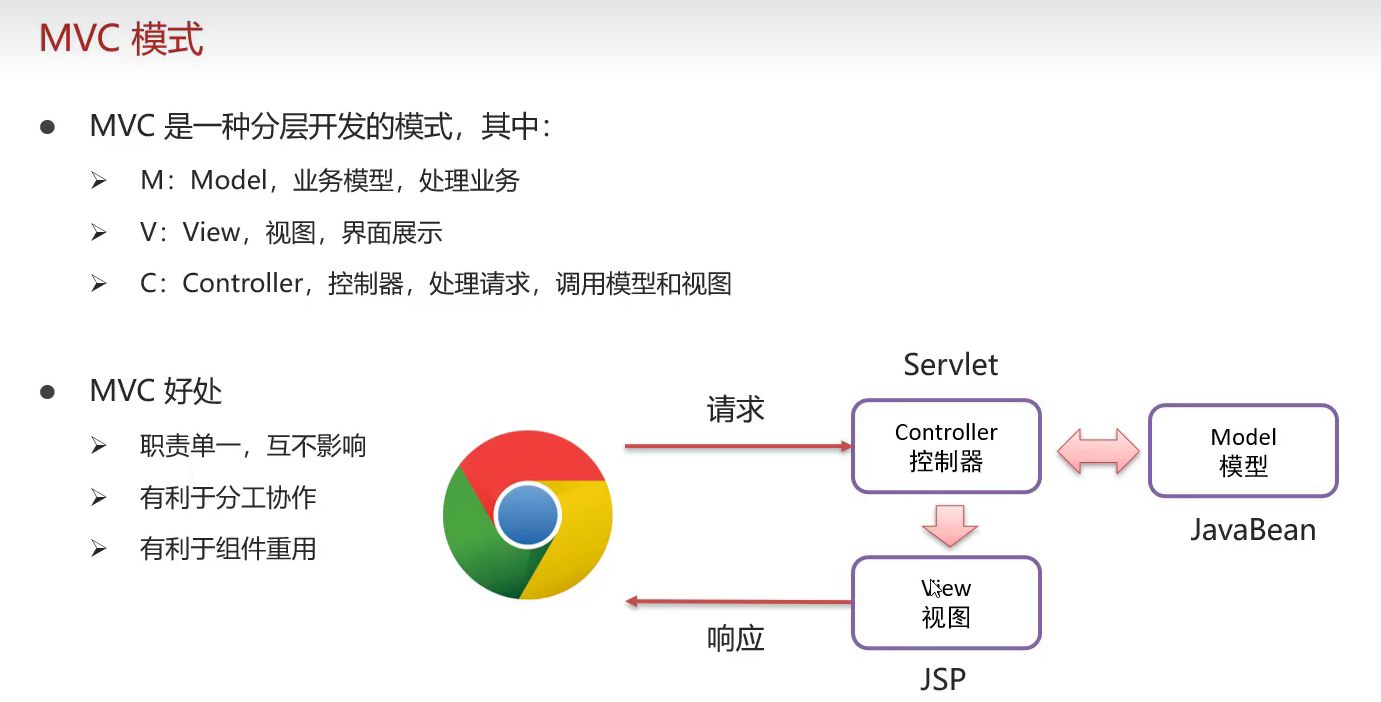 MVC 模式
MVC 是一种分层开发的模式，其中：
M：Model，业务模型，处理业务
V：View，视图，界面展示
C：Controller，控制器，处理请求，调用模型和视图
MVC 好处
职责单一，互不影响
有利于分工协作
有利于组件重用
Servlet
请求
Controller
控制器
Model
模型
JavaBean
View
视图
响应
JSP